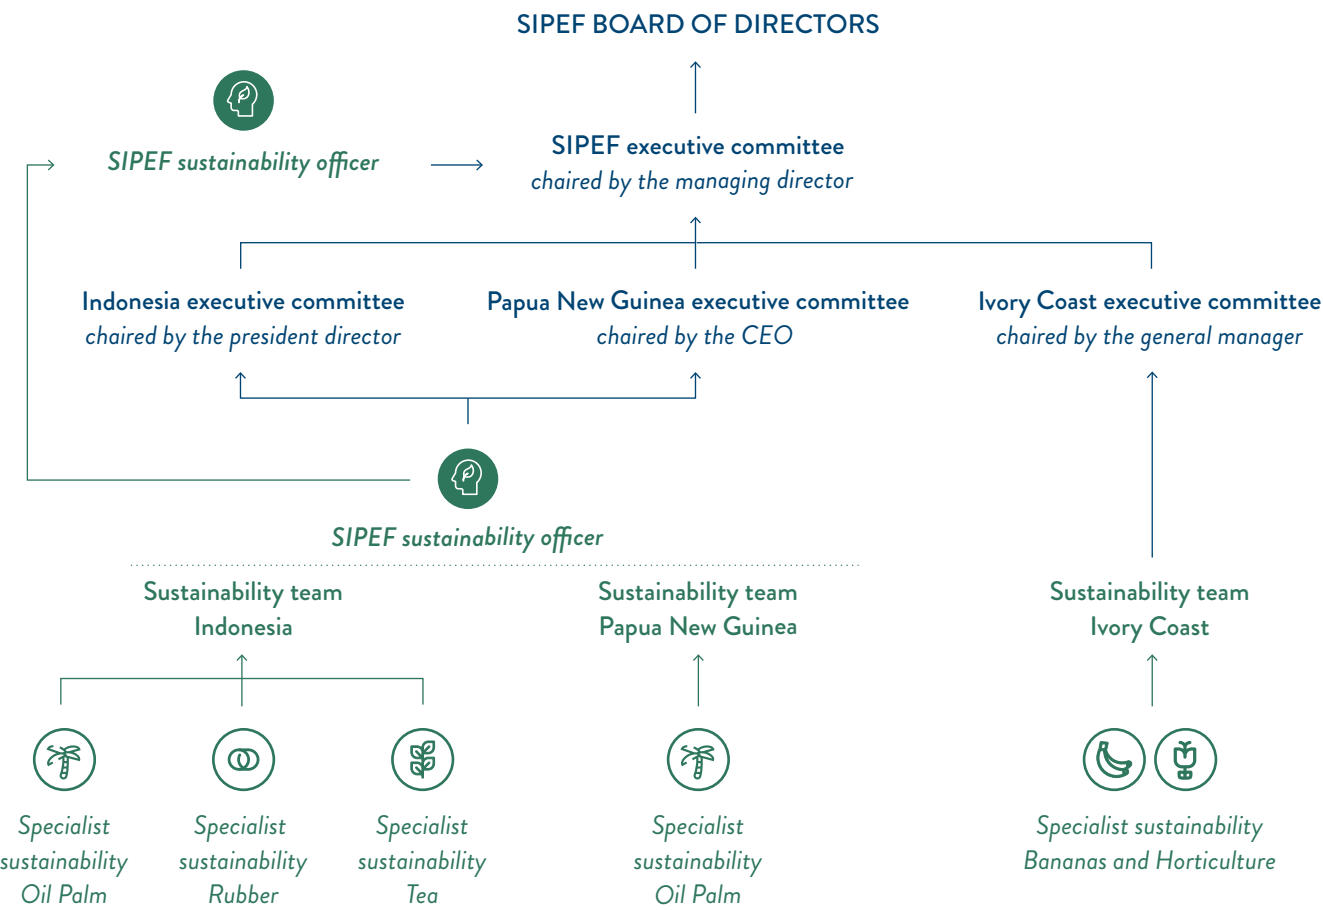 SIPEF BOARD OF DIRECTORS
SIPEF sustainability officer
SIPEF executive committee
chaired by the managing director
Indonesia executive committee
chaired by the president director
Papua New Guinea executive committee
chaired by the CEO
Ivory Coast executive committee
chaired by the general manager
SIPEF sustainability officer
Sustainability team
Indonesia
Sustainability team
Papua New Guinea
Sustainability team
Ivory Coast
Specialist
sustainability
Oil Palm
Specialist
sustainability
Rubber
Specialist
sustainability
Tea
Specialist
sustainability
Oil Palm
Specialist sustainability
Bananas and Horticulture